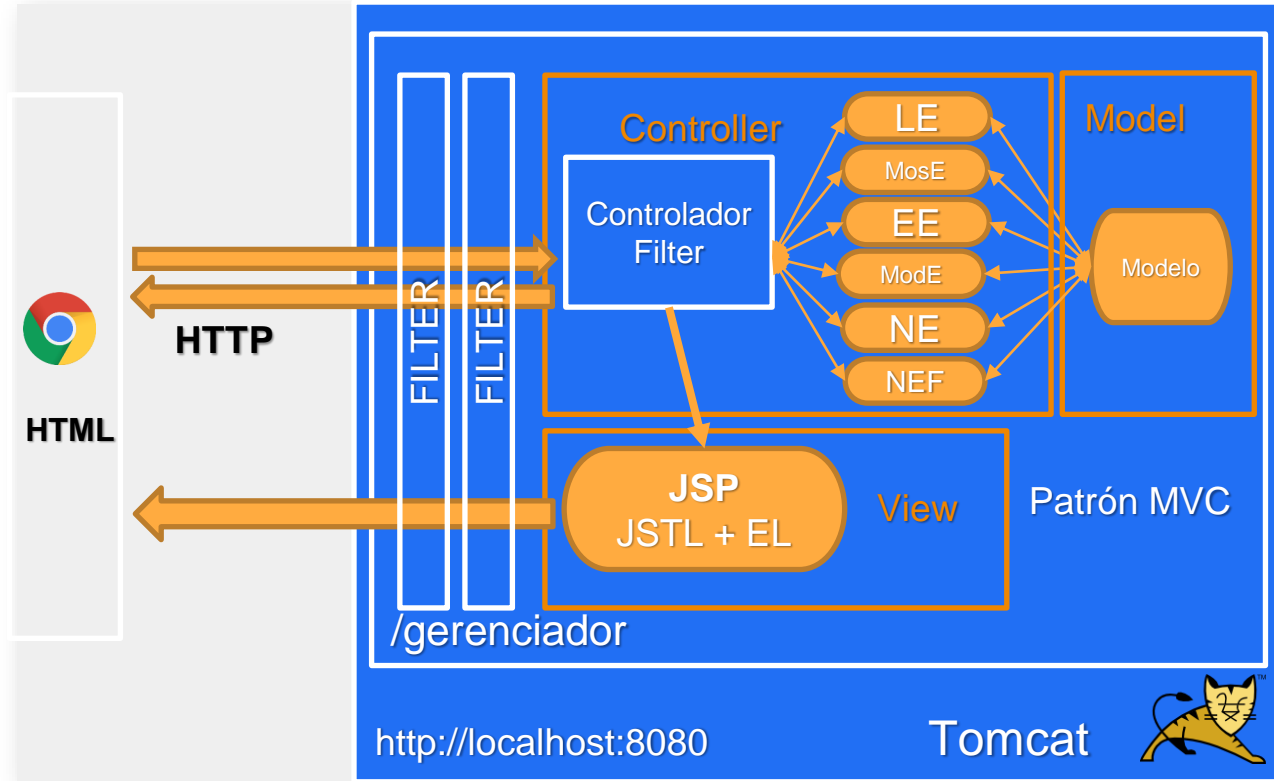 HTML
HTTP
FILTER
FILTER
Controller
Controlador
Filter
LE
MosE
EE
ModE
NE
NEF
Model
Modelo
JSP
JSTL + EL
View
Patrón MVC
/gerenciador
http://localhost:8080
Tomcat
TM